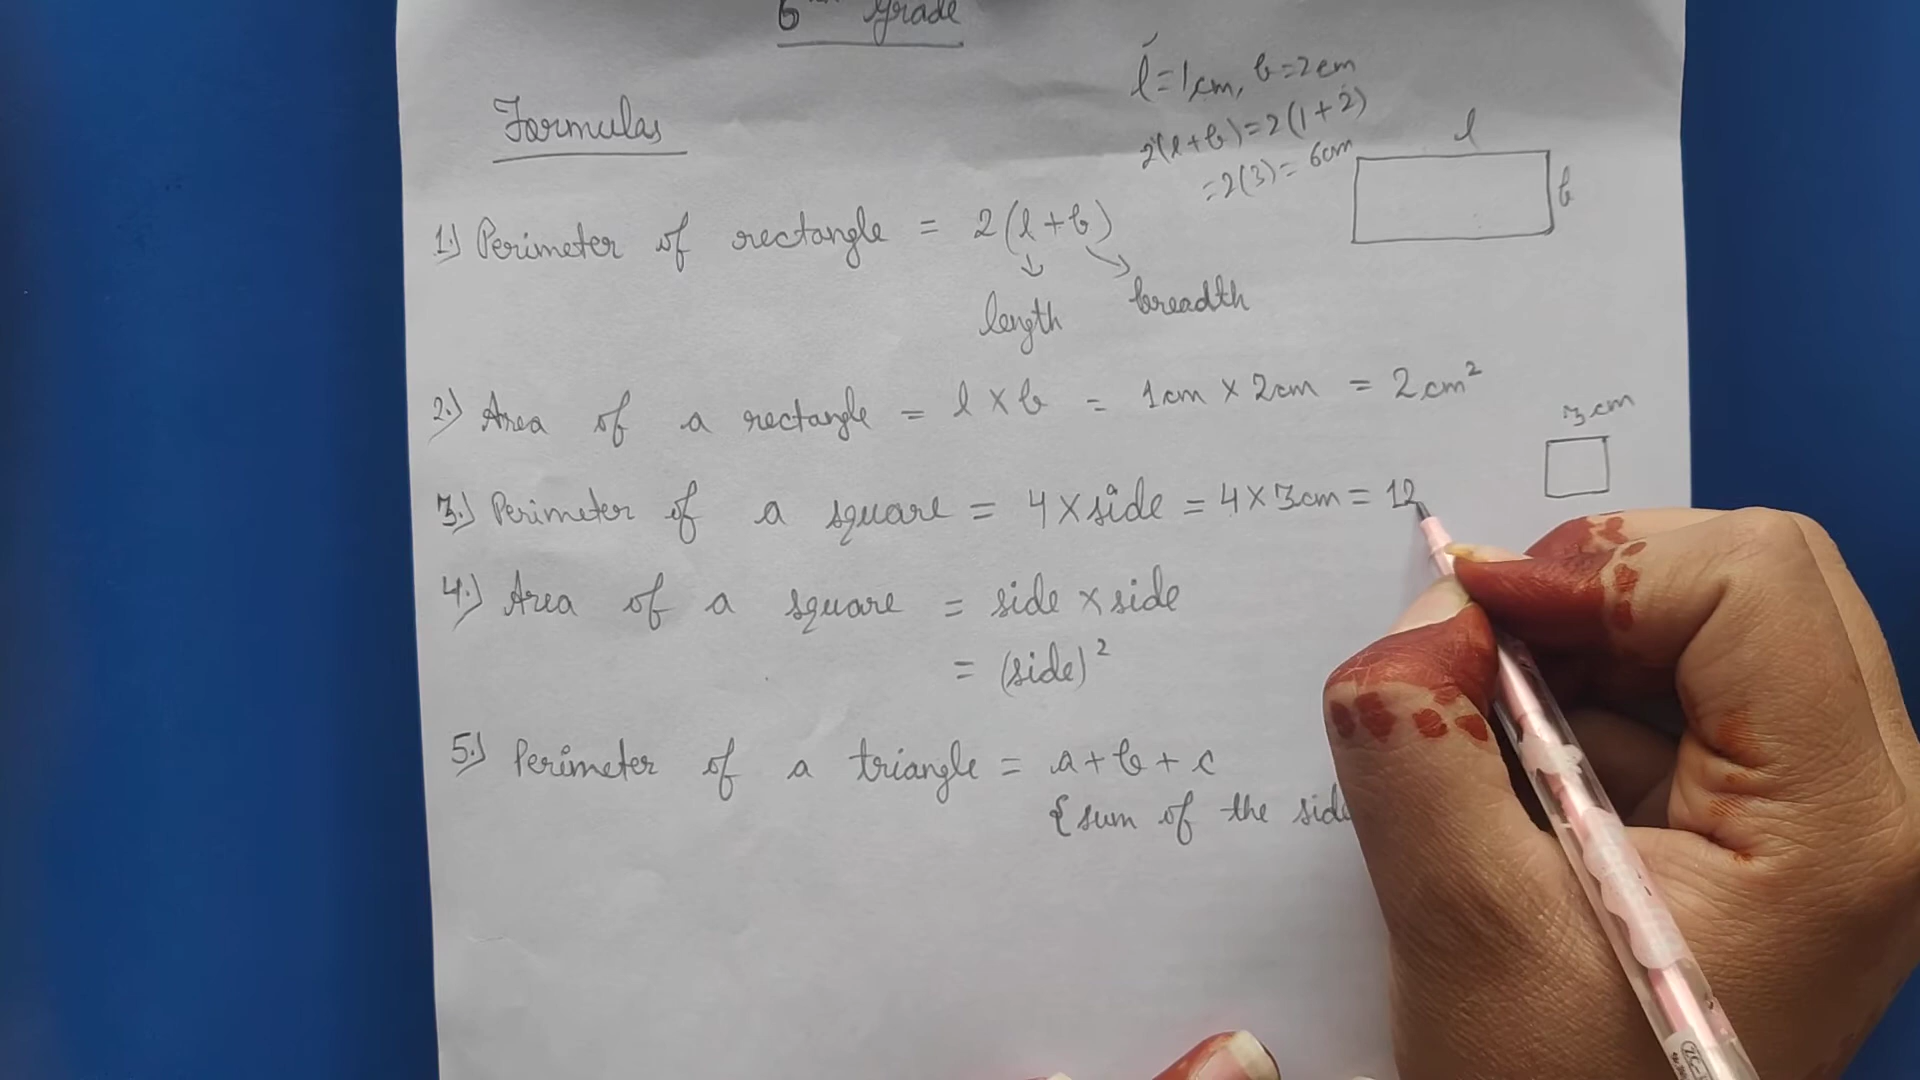 6th Grade
Formulas
l=1cm, b=2cm
2(l+b)=2(1+2)
=2(3)= 6cm
l
b
1.) Perimeter of rectangle = 2(l+b)
length
breadth
2.) Area of a rectangle = l × b = 1cm × 2cm = 2cm²
3cm
3.) Perimeter of a square = 4 × side = 4 × 3cm = 12
4.) Area of a square = side × side
= (side)²
5.) Perimeter of a triangle = a + b + c
{sum of the side